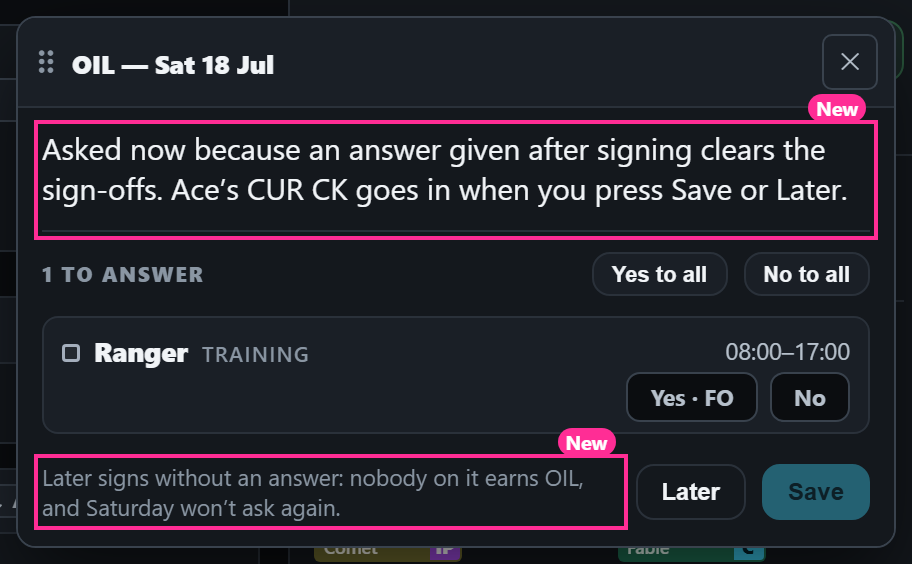 OIL — Sat 18 Jul
New
Asked now because an answer given after signing clears the
sign-offs. Ace’s CUR CK goes in when you press Save or Later.
1 TO ANSWER
Yes to all
No to all
Ranger TRAINING
08:00–17:00
Yes · FO
No
New
Later signs without an answer: nobody on it earns OIL,
and Saturday won’t ask again.
Later
Save
Comet
Fable